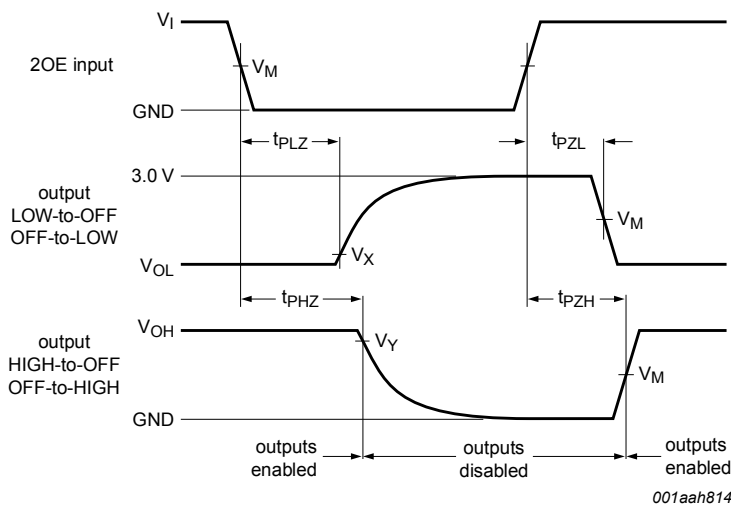 V_I
2OE input
V_M
GND
t_PLZ
t_PZL
3.0 V
output
LOW-to-OFF
OFF-to-LOW
V_M
V_X
V_OL
t_PHZ
t_PZH
V_OH
V_Y
output
HIGH-to-OFF
OFF-to-HIGH
V_M
GND
outputs
enabled
outputs
disabled
outputs
enabled
001aah814